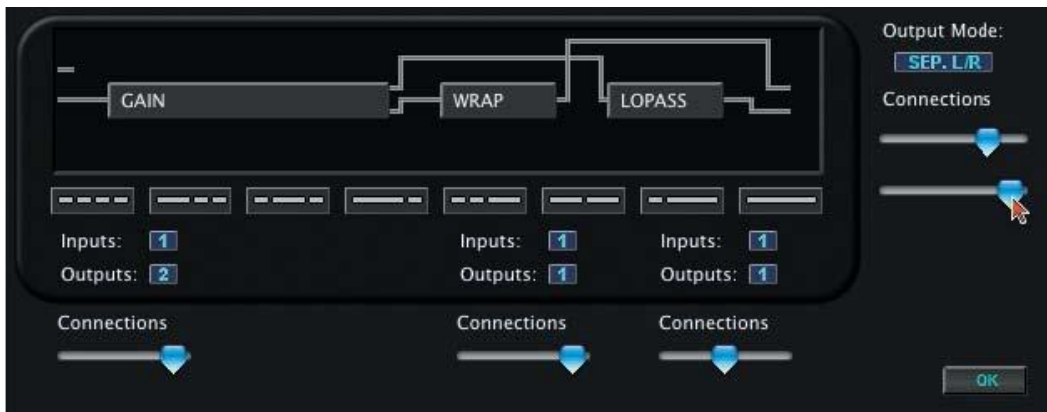 Output Mode:
SEP. L/R
Connections
GAIN
WRAP
LOPASS
Inputs: 1
Inputs: 1
Inputs: 1
Outputs: 2
Outputs: 1
Outputs: 1
Connections
Connections
Connections
OK